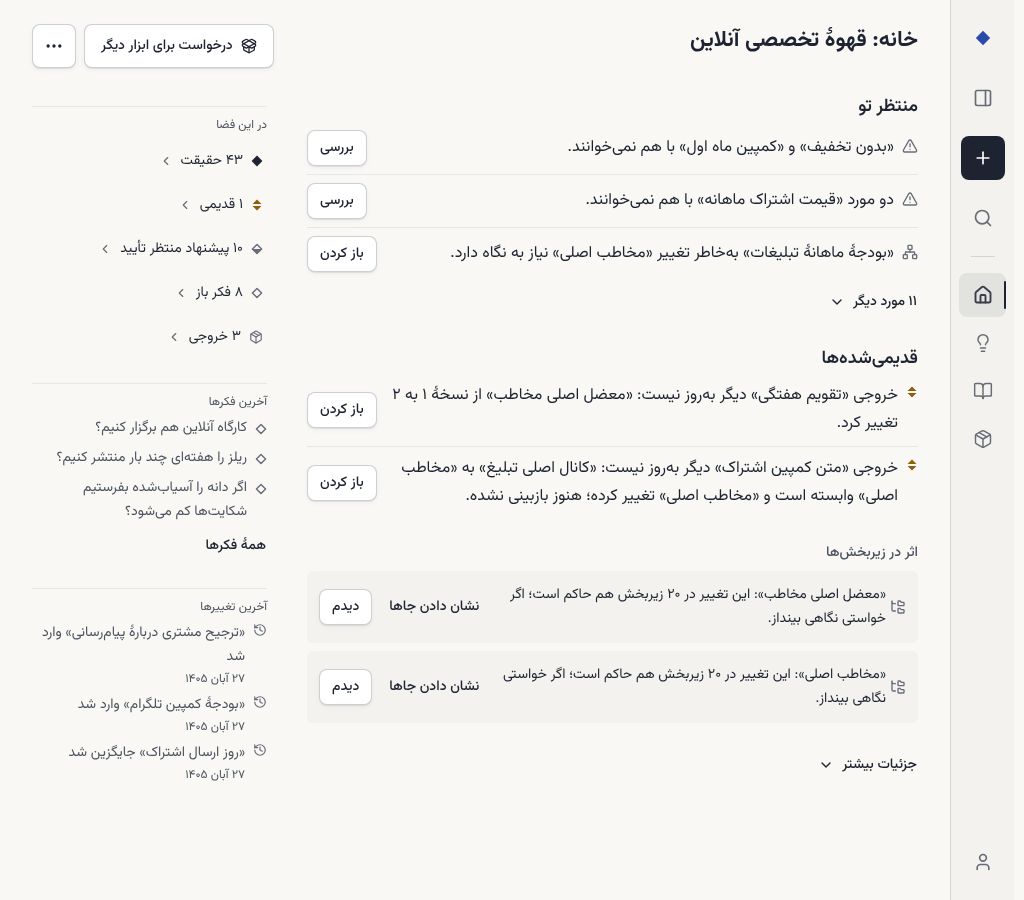 خانه: قهوهٔ تخصصی آنلاین
درخواست برای ابزار دیگر
منتظر تو
«بدون تخفیف» و «کمپین ماه اول» با هم نمی‌خوانند.
بررسی
دو مورد «قیمت اشتراک ماهانه» با هم نمی‌خوانند.
بررسی
«بودجهٔ ماهانهٔ تبلیغات» به‌خاطر تغییر «مخاطب اصلی» نیاز به نگاه دارد.
باز کردن
۱۱ مورد دیگر
قدیمی‌شده‌ها
خروجی «تقویم هفتگی» دیگر به‌روز نیست: «معضل اصلی مخاطب» از نسخهٔ ۱ به ۲
تغییر کرد.
باز کردن
خروجی «متن کمپین اشتراک» دیگر به‌روز نیست: «کانال اصلی تبلیغ» به «مخاطب
اصلی» وابسته است و «مخاطب اصلی» تغییر کرده؛ هنوز بازبینی نشده.
باز کردن
اثر در زیربخش‌ها
«معضل اصلی مخاطب»: این تغییر در ۲۰ زیربخش هم حاکم است؛ اگر
خواستی نگاهی بینداز.
نشان دادن جاها
دیدم
«مخاطب اصلی»: این تغییر در ۲۰ زیربخش هم حاکم است؛ اگر خواستی
نگاهی بینداز.
نشان دادن جاها
دیدم
جزئیات بیشتر
در این فضا
۴۳ حقیقت
۱ قدیمی
۱۰ پیشنهاد منتظر تأیید
۸ فکر باز
۳ خروجی
آخرین فکرها
کارگاه آنلاین هم برگزار کنیم؟
ریلز را هفته‌ای چند بار منتشر کنیم؟
اگر دانه را آسیاب‌شده بفرستیم
شکایت‌ها کم می‌شود؟
همهٔ فکرها
آخرین تغییرها
«ترجیح مشتری دربارهٔ پیام‌رسانی» وارد
شد
۲۷ آبان ۱۴۰۵
«بودجهٔ کمپین تلگرام» وارد شد
۲۷ آبان ۱۴۰۵
«روز ارسال اشتراک» جایگزین شد
۲۷ آبان ۱۴۰۵